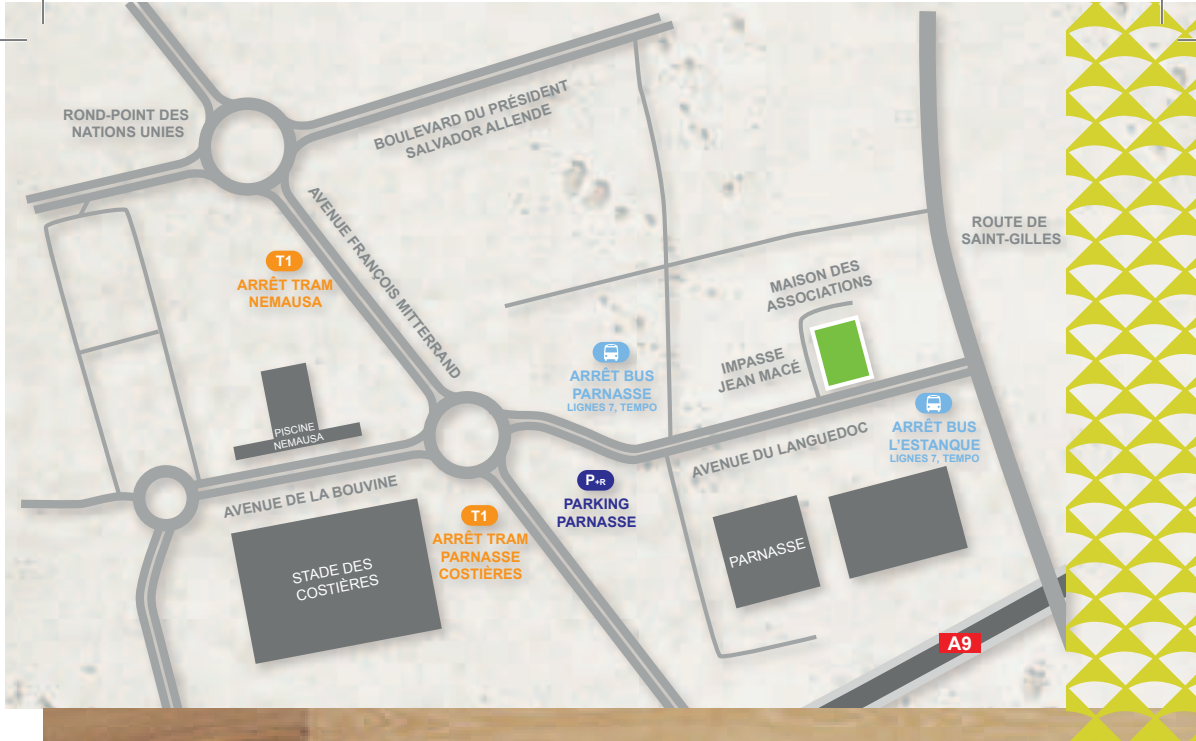 ROND-POINT DES
NATIONS UNIES
BOULEVARD DU PRÉSIDENT
SALVADOR ALLENDE
AVENUE FRANÇOIS MITTERRAND
ROUTE DE
SAINT-GILLES
T1
ARRÊT TRAM
NEMAUSA
MAISON DES
ASSOCIATIONS
IMPASSE
JEAN MACÉ
ARRÊT BUS
PARNASSE
LIGNES 7, TEMPO
ARRÊT BUS
L'ESTANQUE
LIGNES 7, TEMPO
PISCINE
NEMAUSA
AVENUE DU LANGUEDOC
AVENUE DE LA BOUVINE
P+R
PARKING
PARNASSE
T1
ARRÊT TRAM
PARNASSE
COSTIÈRES
STADE DES
COSTIÈRES
PARNASSE
A9